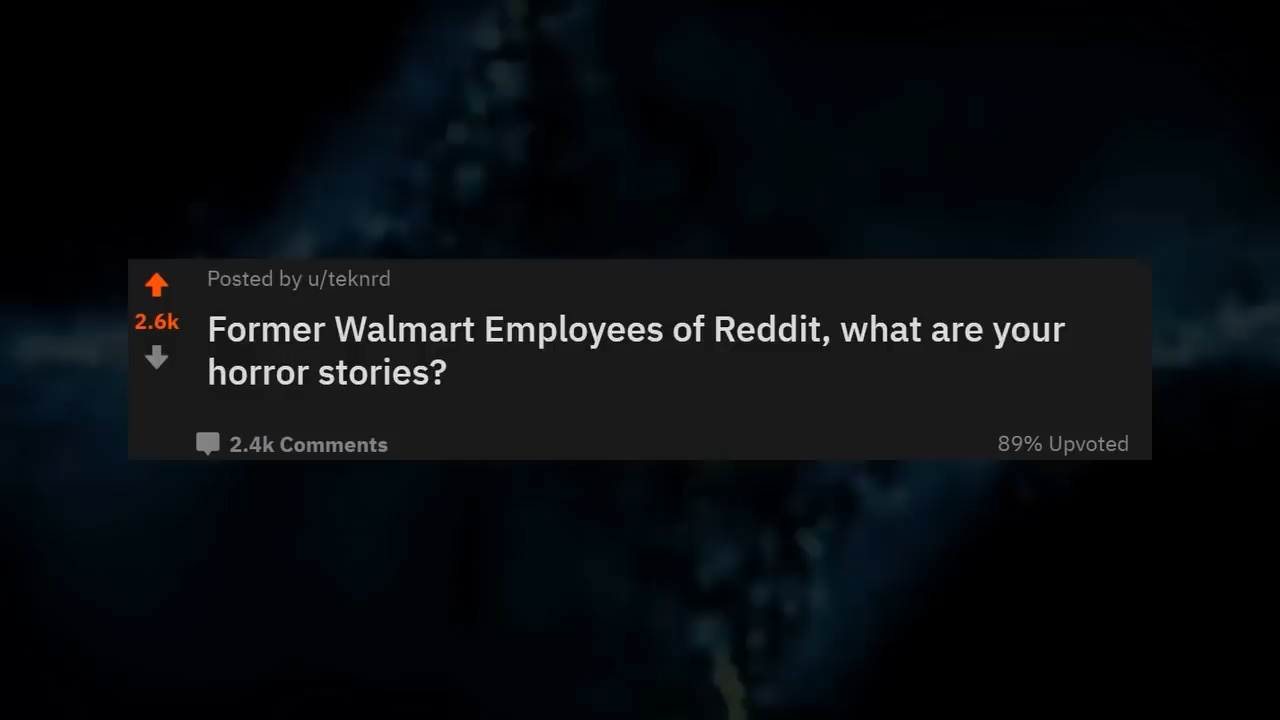 Posted by u/teknrd
2.6k
Former Walmart Employees of Reddit, what are your
horror stories?
2.4k Comments
89% Upvoted